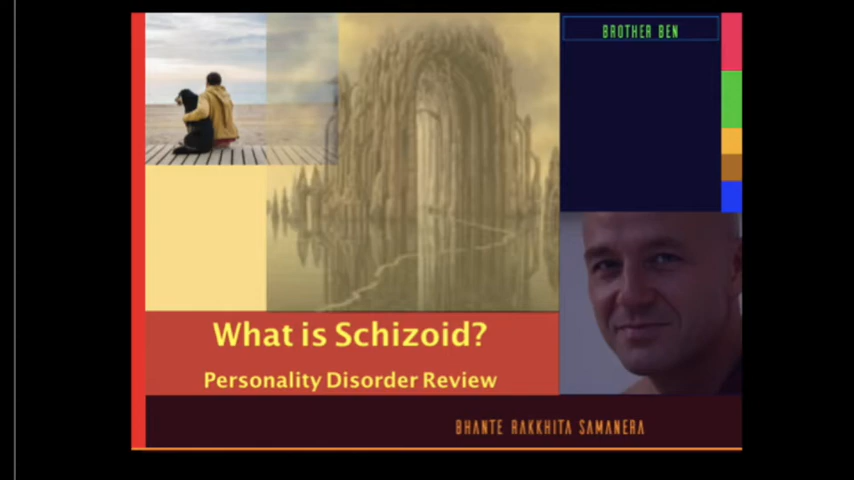 BROTHER BEN
What is Schizoid?
Personality Disorder Review
BHANTE RAKKHITA SAMANERA